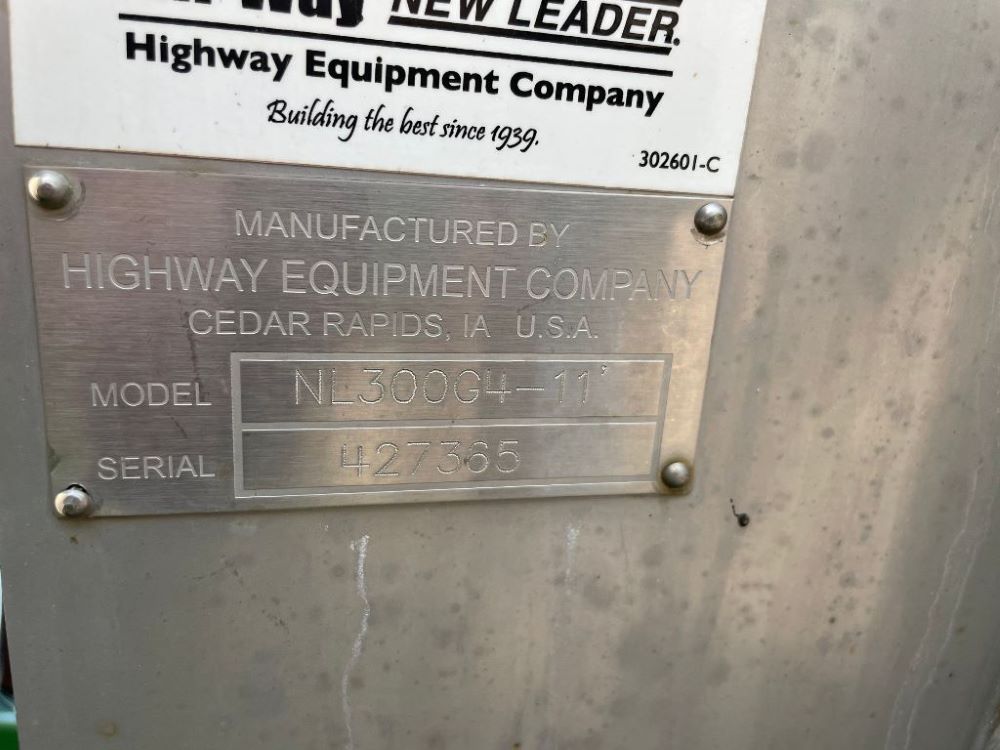 NEW LEADER.
Highway Equipment Company
Building the best since 1939.
302601-C
MANUFACTURED BY
HIGHWAY EQUIPMENT COMPANY
CEDAR RAPIDS, IA U.S.A.
MODEL NL300G4-11'
SERIAL 427365